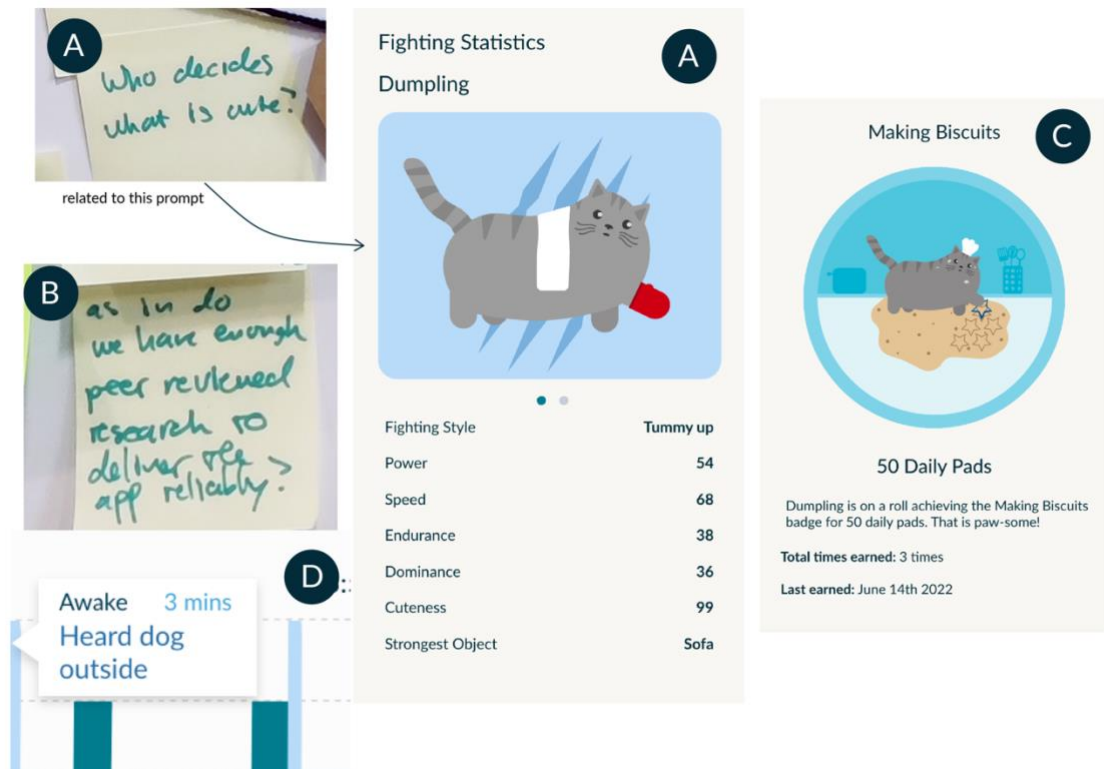 A
Who decides
what is cute?
related to this prompt
B
as in do
we have enough
peer reviewed
research to
deliver the
app reliably?
D
Awake 3 mins
Heard dog
outside
A
Fighting Statistics
Dumpling
Fighting Style Tummy up
Power 54
Speed 68
Endurance 38
Dominance 36
Cuteness 99
Strongest Object Sofa
C
Making Biscuits
50 Daily Pads
Dumpling is on a roll achieving the Making Biscuits
badge for 50 daily pads. That is paw-some!
Total times earned: 3 times
Last earned: June 14th 2022